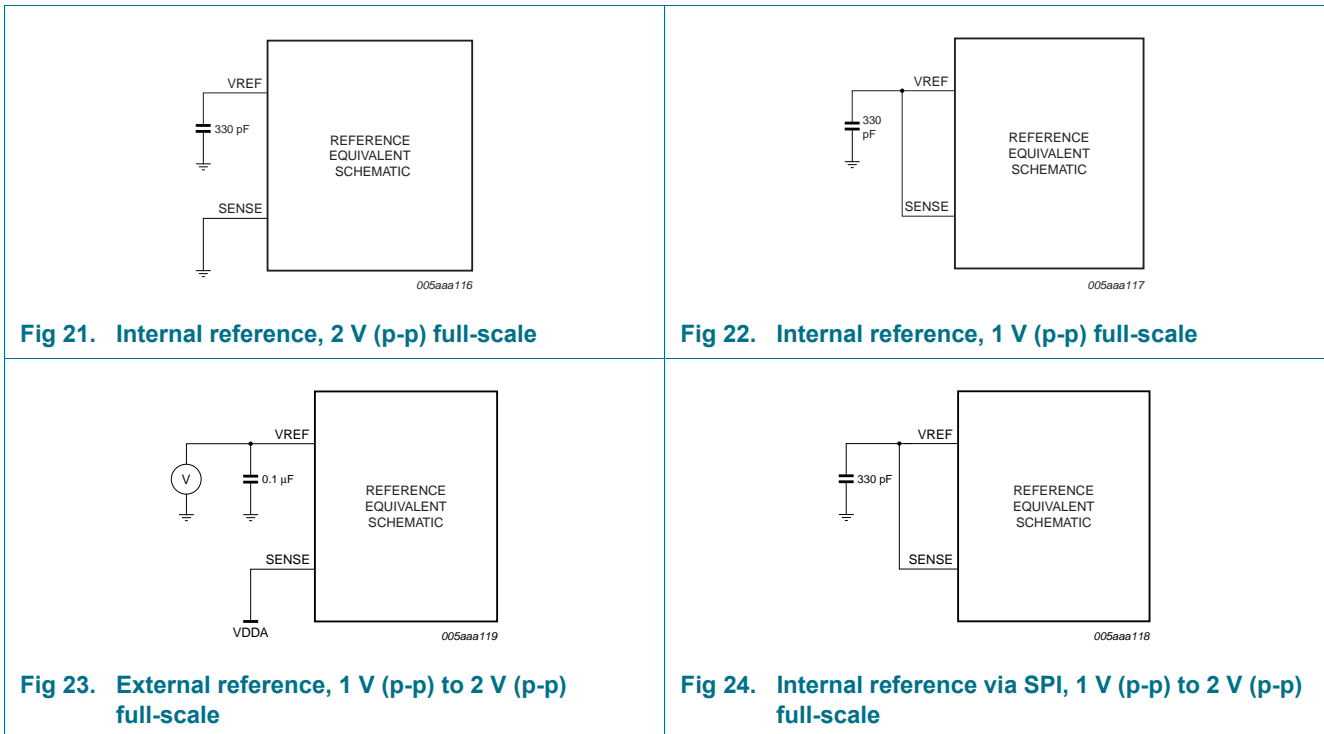 VREF
330 pF
REFERENCE
EQUIVALENT
SCHEMATIC
SENSE
005aaa116
Fig 21. Internal reference, 2 V (p-p) full-scale
VREF
330
pF
REFERENCE
EQUIVALENT
SCHEMATIC
SENSE
005aaa117
Fig 22. Internal reference, 1 V (p-p) full-scale
VREF
V
0.1 μF
REFERENCE
EQUIVALENT
SCHEMATIC
SENSE
VDDA
005aaa119
Fig 23. External reference, 1 V (p-p) to 2 V (p-p)
full-scale
VREF
330 pF
REFERENCE
EQUIVALENT
SCHEMATIC
SENSE
005aaa118
Fig 24. Internal reference via SPI, 1 V (p-p) to 2 V (p-p)
full-scale